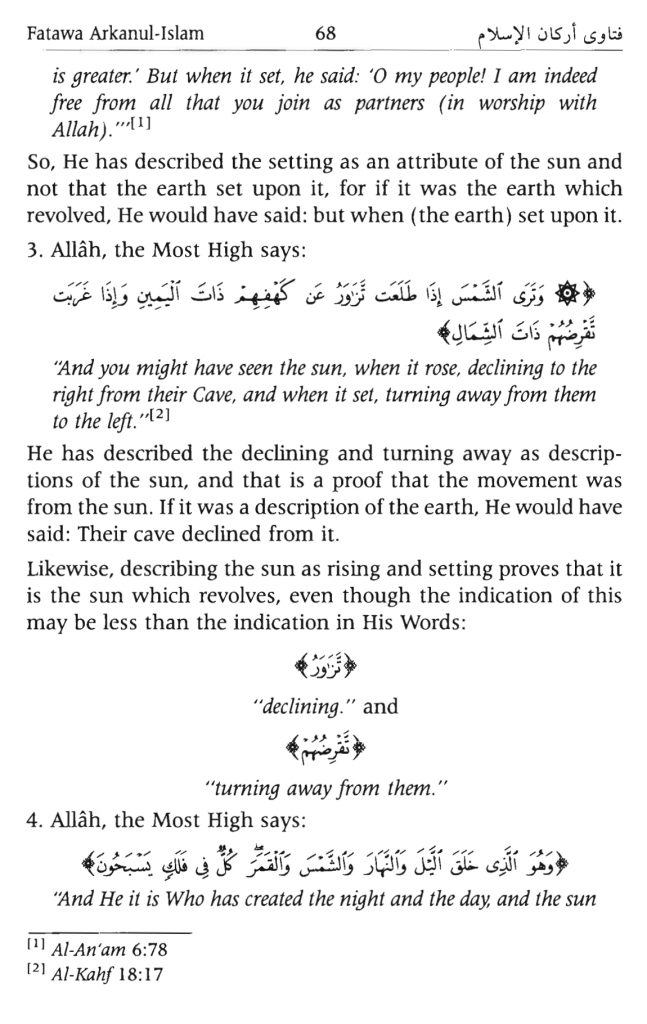 Fatawa Arkanul-Islam 68 فتاوى أركان الإسلام
is greater.' But when it set, he said: 'O my people! I am indeed
free from all that you join as partners (in worship with
Allah).'"[1]
So, He has described the setting as an attribute of the sun and
not that the earth set upon it, for if it was the earth which
revolved, He would have said: but when (the earth) set upon it.
3. Allâh, the Most High says:
﴿۞ وَتَرَى ٱلشَّمْسَ إِذَا طَلَعَت تَّزَٰوَرُ عَن كَهْفِهِمْ ذَاتَ ٱلْيَمِينِ وَإِذَا غَرَبَت
تَّقْرِضُهُمْ ذَاتَ ٱلشِّمَالِ﴾
"And you might have seen the sun, when it rose, declining to the
right from their Cave, and when it set, turning away from them
to the left."[2]
He has described the declining and turning away as descrip-
tions of the sun, and that is a proof that the movement was
from the sun. If it was a description of the earth, He would have
said: Their cave declined from it.
Likewise, describing the sun as rising and setting proves that it
is the sun which revolves, even though the indication of this
may be less than the indication in His Words:
﴿تَّزَٰوَرُ﴾
"declining." and
﴿تَّقْرِضُهُمْ﴾
"turning away from them."
4. Allâh, the Most High says:
﴿وَهُوَ ٱلَّذِى خَلَقَ ٱلَّيْلَ وَٱلنَّهَارَ وَٱلشَّمْسَ وَٱلْقَمَرَ ۖ كُلٌّ فِى فَلَكٍ يَسْبَحُونَ﴾
"And He it is Who has created the night and the day, and the sun
[1] Al-An'am 6:78
[2] Al-Kahf 18:17